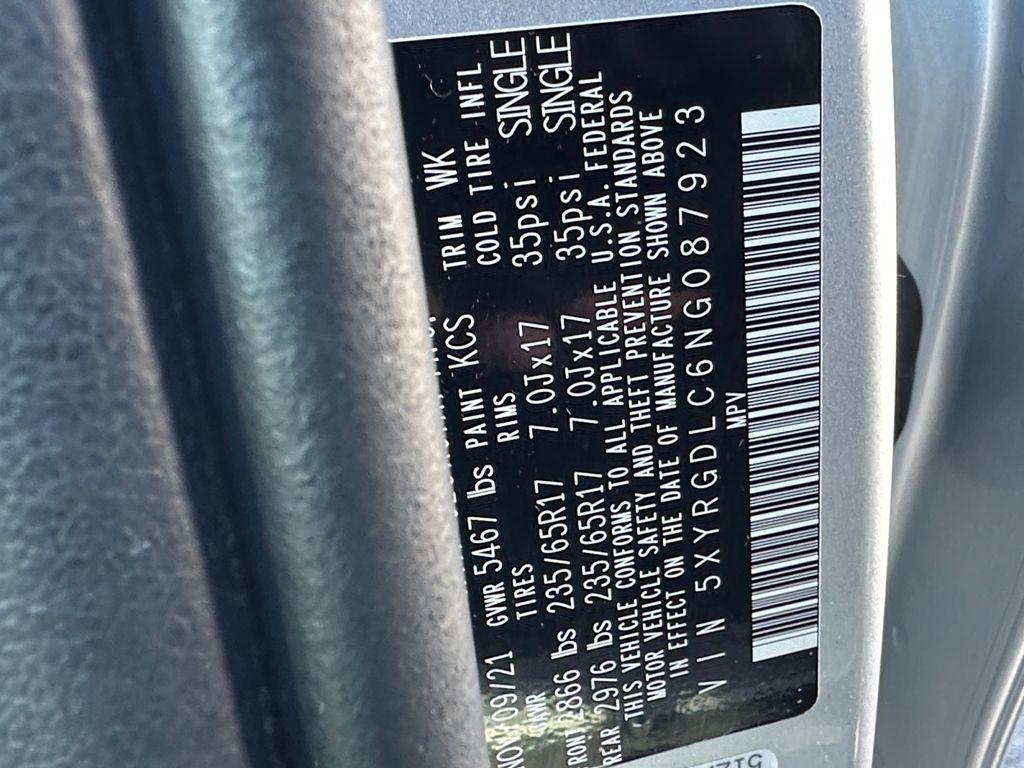 NOV/09/21 GVWR 5467 lbs PAINT KCS TRIM WK
GAWR TIRES RIMS COLD TIRE INFL
FRONT 2866 lbs 235/65R17 7.0Jx17 35psi SINGLE
REAR 2976 lbs 235/65R17 7.0Jx17 35psi SINGLE
THIS VEHICLE CONFORMS TO ALL APPLICABLE U.S.A. FEDERAL
MOTOR VEHICLE SAFETY AND THEFT PREVENTION STANDARDS
IN EFFECT ON THE DATE OF MANUFACTURE SHOWN ABOVE
VIN 5XYRGDLC6NG087923
MPV